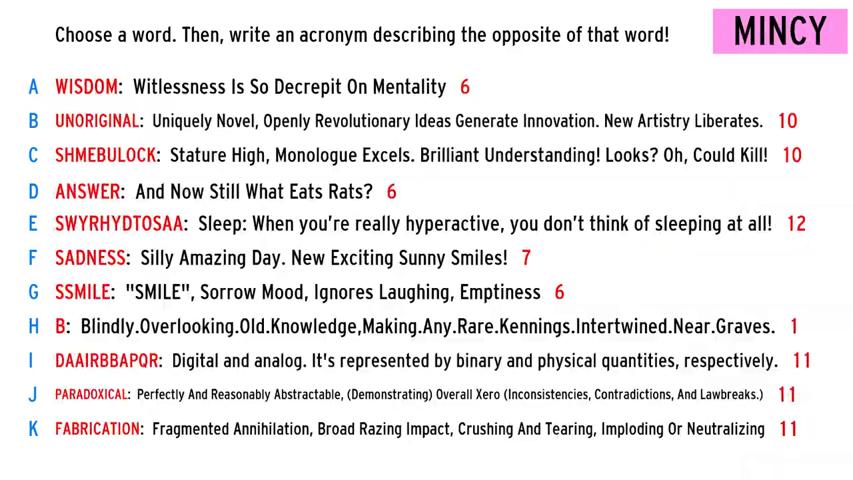 Choose a word. Then, write an acronym describing the opposite of that word!
MINCY
A WISDOM: Witlessness Is So Decrepit On Mentality 6
B UNORIGINAL: Uniquely Novel, Openly Revolutionary Ideas Generate Innovation. New Artistry Liberates. 10
C SHMEBULOCK: Stature High, Monologue Excels. Brilliant Understanding! Looks? Oh, Could Kill! 10
D ANSWER: And Now Still What Eats Rats? 6
E SWYRHYDTOSAA: Sleep: When you're really hyperactive, you don't think of sleeping at all! 12
F SADNESS: Silly Amazing Day. New Exciting Sunny Smiles! 7
G SSMILE: "SMILE", Sorrow Mood, Ignores Laughing, Emptiness 6
H B: Blindly.Overlooking.Old.Knowledge,Making.Any.Rare.Kennings.Intertwined.Near.Graves. 1
I DAAIRBBAPQR: Digital and analog. It's represented by binary and physical quantities, respectively. 11
J PARADOXICAL: Perfectly And Reasonably Abstractable, (Demonstrating) Overall Xero (Inconsistencies, Contradictions, And Lawbreaks.) 11
K FABRICATION: Fragmented Annihilation, Broad Razing Impact, Crushing And Tearing, Imploding Or Neutralizing 11